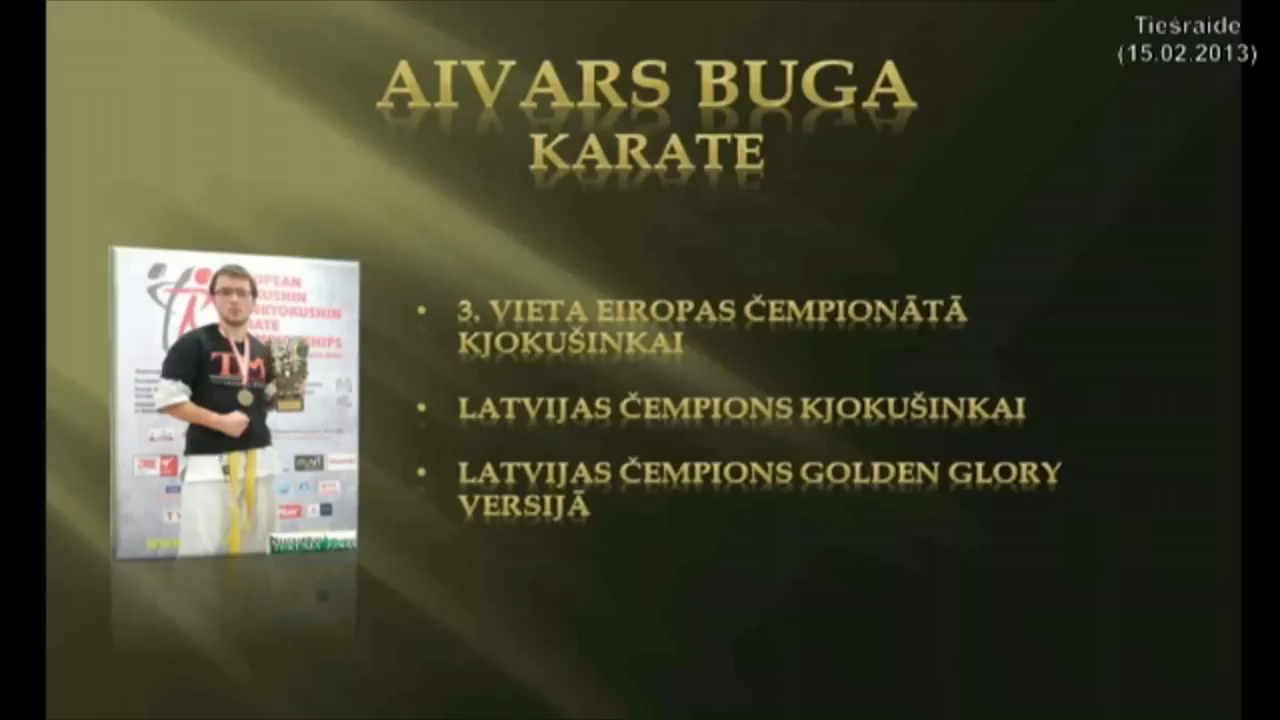 Tiešraide
(15.02.2013)
AIVARS BUGA
KARATE
• 3. VIETA EIROPAS ČEMPIONĀTĀ
KJOKUŠINKAI
• LATVIJAS ČEMPIONS KJOKUŠINKAI
• LATVIJAS ČEMPIONS GOLDEN GLORY
VERSIJĀ